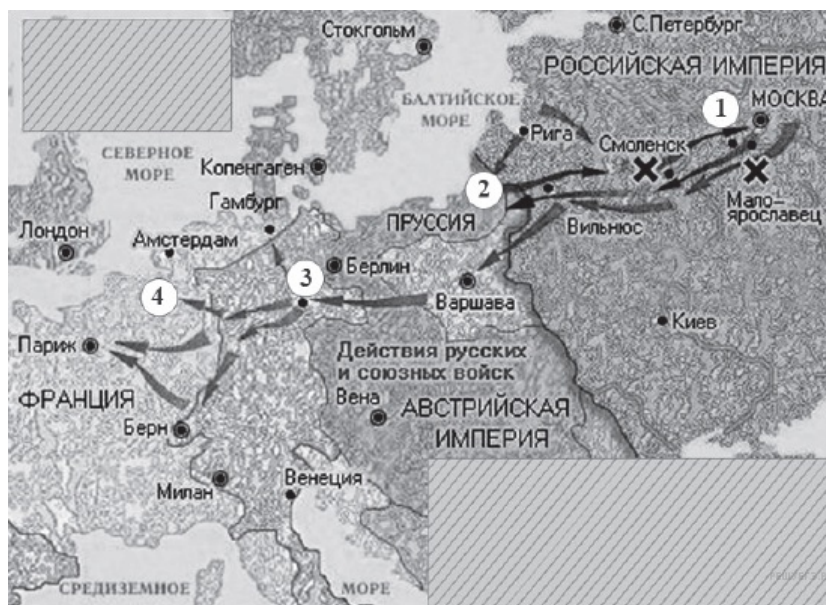 Стокгольм
С.Петербург
РОССИЙСКАЯ ИМПЕРИЯ
БАЛТИЙСКОЕ
МОРЕ
1
МОСКВА
Рига
Смоленск
СЕВЕРНОЕ
МОРЕ
Копенгаген
2
Гамбург
ПРУССИЯ
Мало-
ярославец
Вильнюс
Лондон
Амстердам
Берлин
3
4
Варшава
Киев
Париж
Действия русских
и союзных войск
ФРАНЦИЯ
Вена
АВСТРИЙСКАЯ
ИМПЕРИЯ
Берн
Милан
Венеция
СРЕДИЗЕМНОЕ
МОРЕ